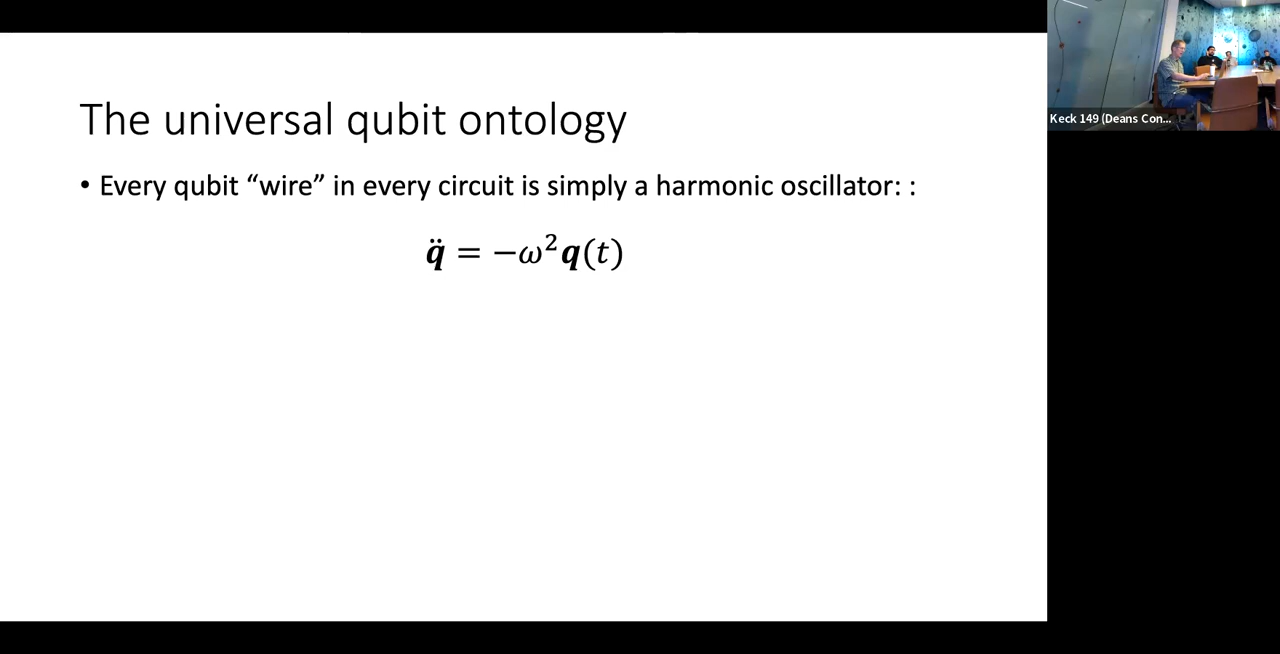 The universal qubit ontology
• Every qubit “wire” in every circuit is simply a harmonic oscillator: :
q̈ = −ω²q(t)
Keck 149 (Deans Con...